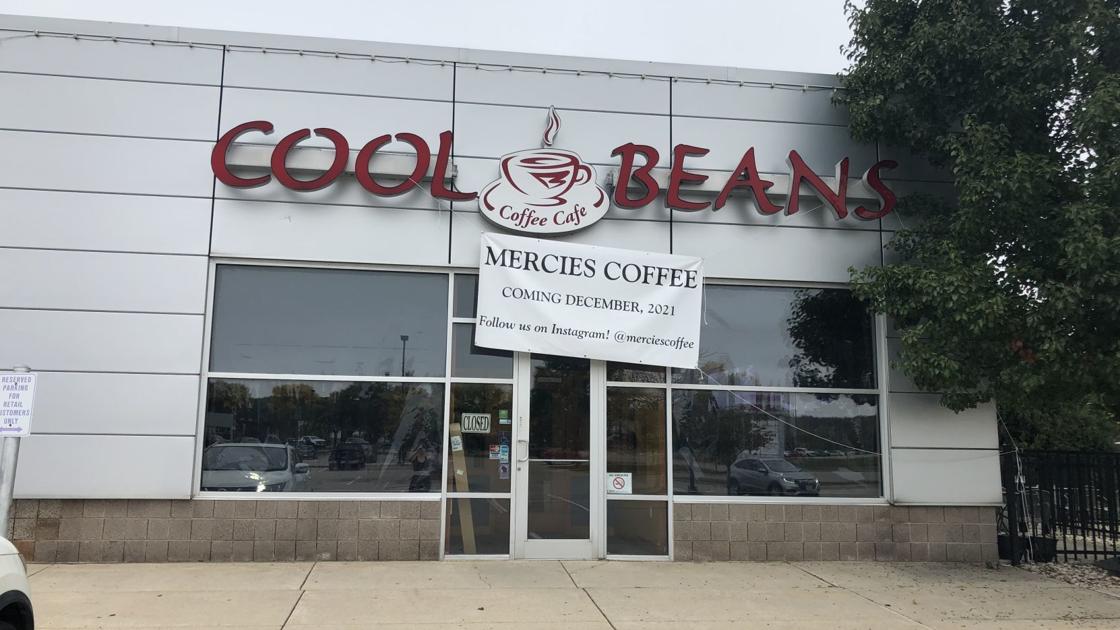 COOL BEANS
Coffee Cafe
MERCIES COFFEE
COMING DECEMBER, 2021
Follow us on Instagram! @merciescoffee
CLOSED
RESERVED
PARKING
FOR
RETAIL
CUSTOMERS
ONLY